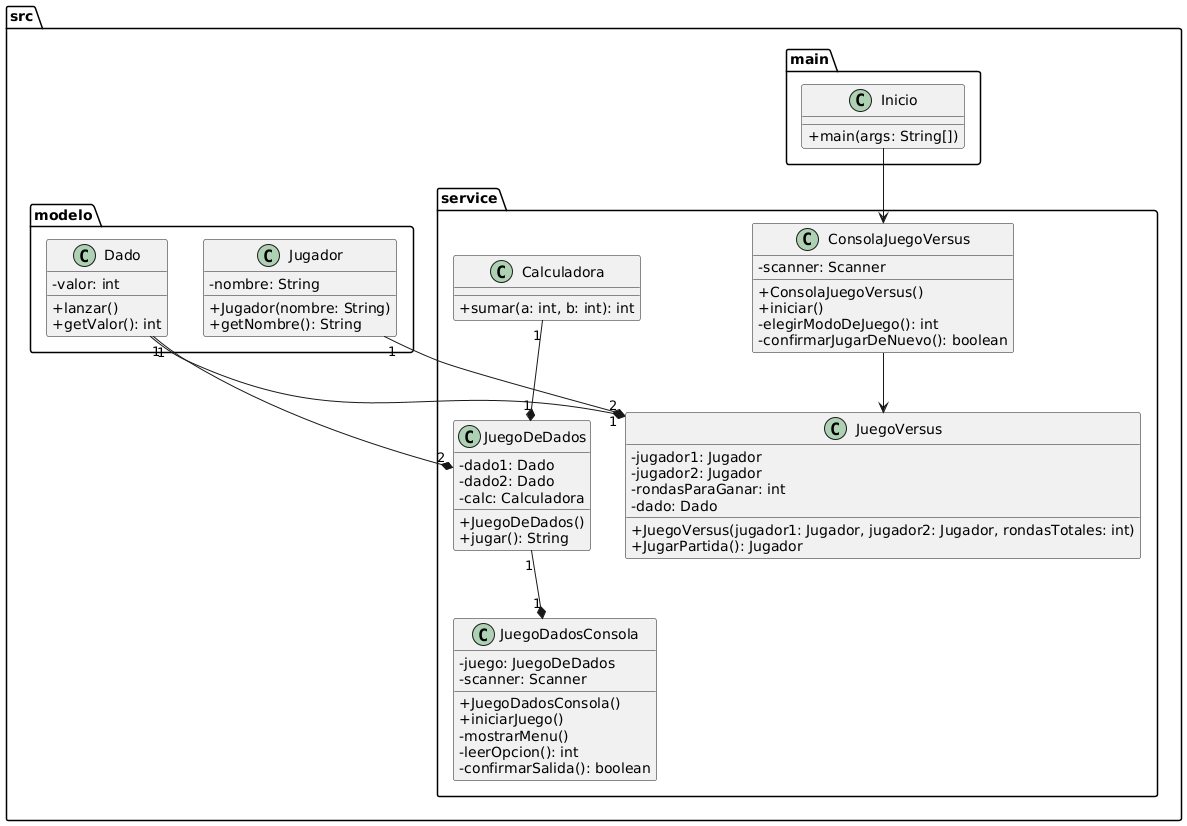 src
main
C Inicio
+main(args: String[])
modelo
C Dado
-valor: int
+lanzar()
+getValor(): int
C Jugador
-nombre: String
+Jugador(nombre: String)
+getNombre(): String
service
C Calculadora
+sumar(a: int, b: int): int
C ConsolaJuegoVersus
-scanner: Scanner
+ConsolaJuegoVersus()
+iniciar()
-elegirModoDeJuego(): int
-confirmarJugarDeNuevo(): boolean
1
1
1
1
1
2
1
2
C JuegoDeDados
-dado1: Dado
-dado2: Dado
-calc: Calculadora
+JuegoDeDados()
+jugar(): String
C JuegoVersus
-jugador1: Jugador
-jugador2: Jugador
-rondasParaGanar: int
-dado: Dado
+JuegoVersus(jugador1: Jugador, jugador2: Jugador, rondasTotales: int)
+JugarPartida(): Jugador
1
1
C JuegoDadosConsola
-juego: JuegoDeDados
-scanner: Scanner
+JuegoDadosConsola()
+iniciarJuego()
-mostrarMenu()
-leerOpcion(): int
-confirmarSalida(): boolean